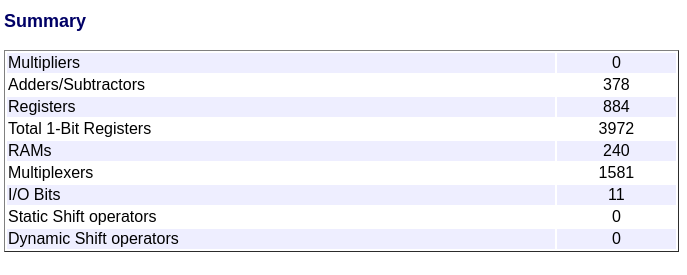 Summary
Multipliers 0
Adders/Subtractors 378
Registers 884
Total 1-Bit Registers 3972
RAMs 240
Multiplexers 1581
I/O Bits 11
Static Shift operators 0
Dynamic Shift operators 0